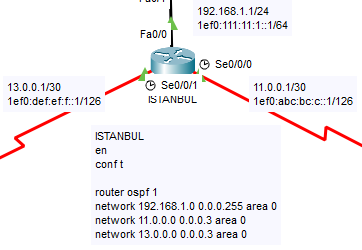 192.168.1.1/24
1ef0:111:11:1::1/64
Fa0/0
Se0/0/0
13.0.0.1/30
1ef0:def:ef:f::1/126
Se0/0/1
ISTANBUL
11.0.0.1/30
1ef0:abc:bc:c::1/126
ISTANBUL
en
conf t
router ospf 1
network 192.168.1.0 0.0.0.255 area 0
network 11.0.0.0 0.0.0.3 area 0
network 13.0.0.0 0.0.0.3 area 0